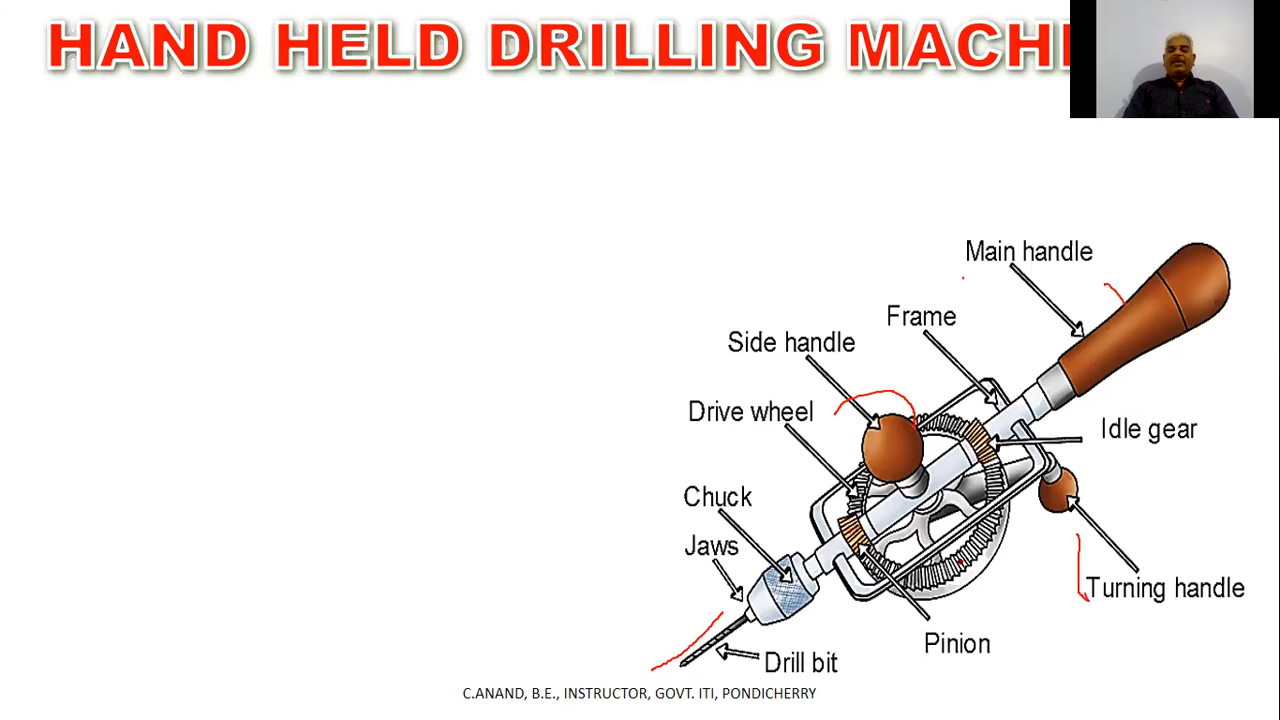 HAND HELD DRILLING MACHI
Main handle
Frame
Side handle
Drive wheel
Idle gear
Chuck
Jaws
Turning handle
Pinion
Drill bit
C.ANAND, B.E., INSTRUCTOR, GOVT. ITI, PONDICHERRY